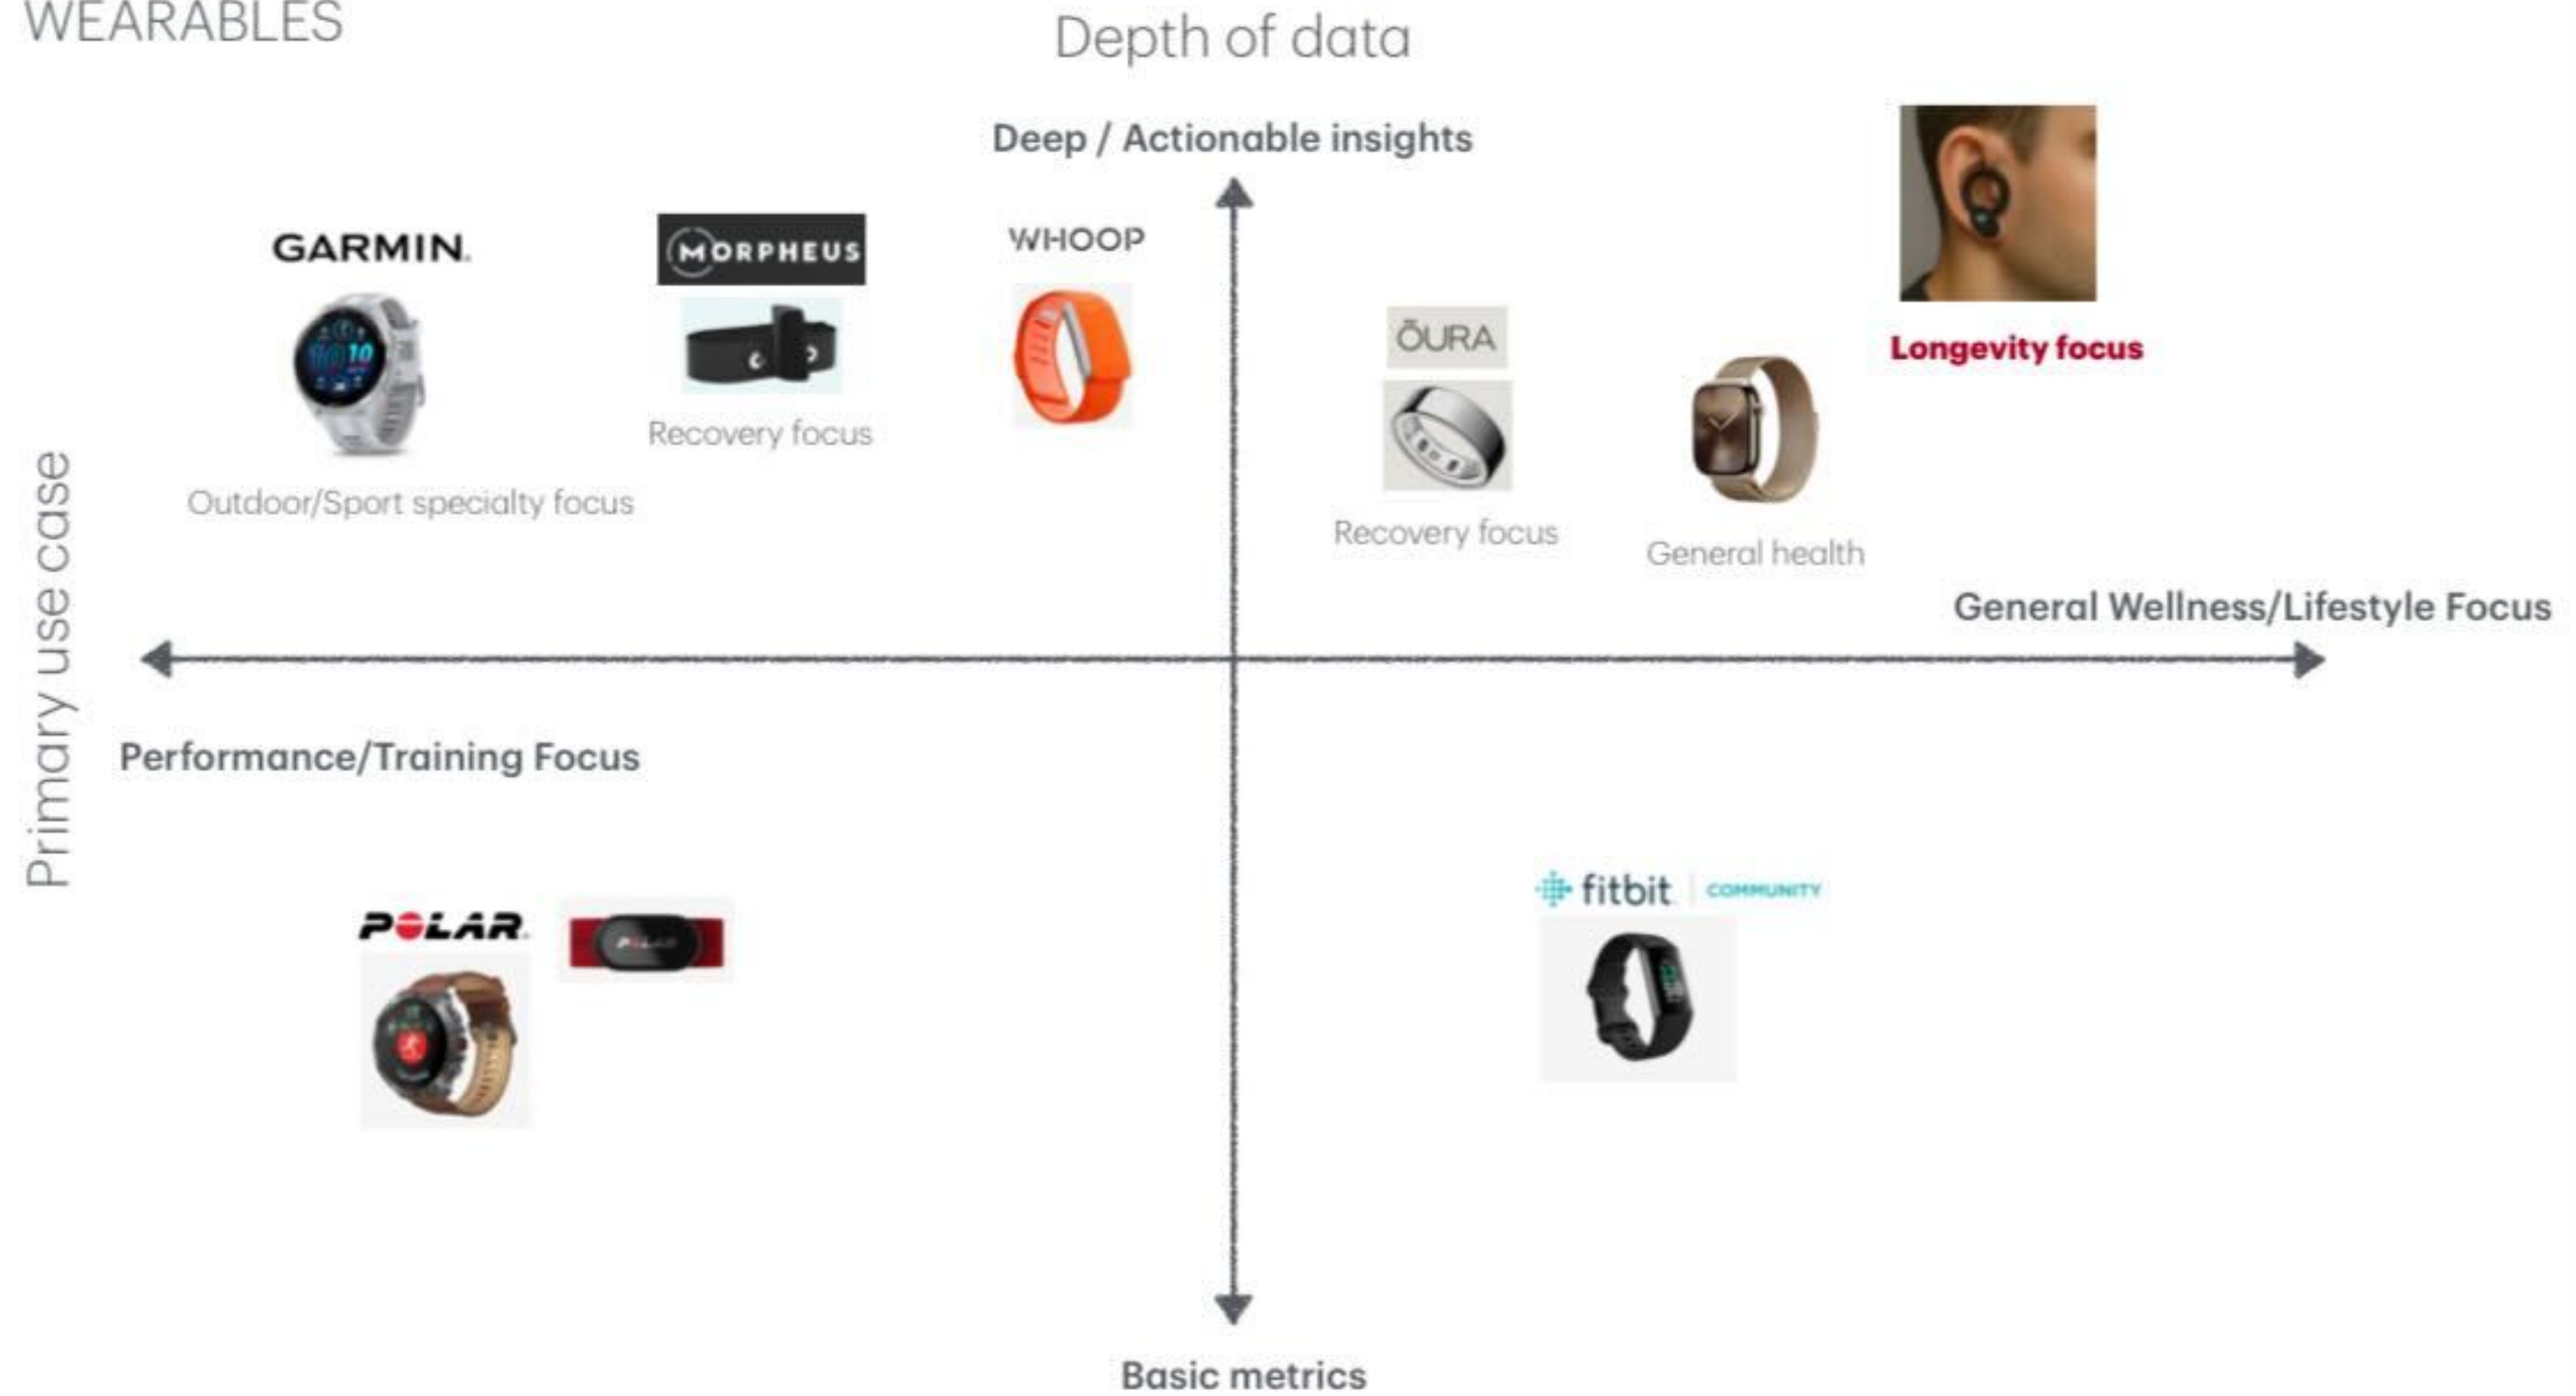 WEARABLES
Depth of data
Deep / Actionable insights
GARMIN
MORPHEUS
WHOOP
ŌURA
Longevity focus
Recovery focus
Outdoor/Sport specialty focus
Recovery focus
General health
General Wellness/Lifestyle Focus
Primary use case
Performance/Training Focus
fitbit COMMUNITY
POLAR
POLAR
Basic metrics